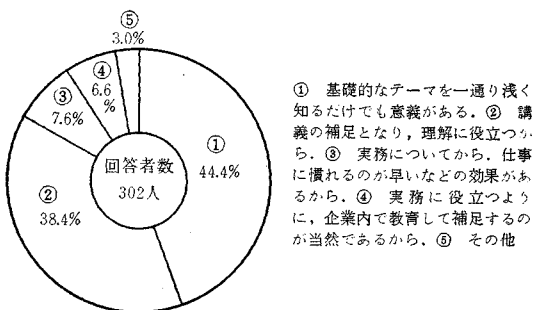 ⑤
3.0%
④
6.6
%
③
7.6%
①
44.4%
②
38.4%
回答者数
302人
① 基礎的なテーマを一通り浅く
知るだけでも意義がある．② 講
義の補足となり，理解に役立つか
ら．③ 実務についてから，仕事
に慣れるのが早いなどの効果があ
るから．④ 実務に役立つよう
に，企業内で教育して補足するの
が当然であるから．⑤ その他